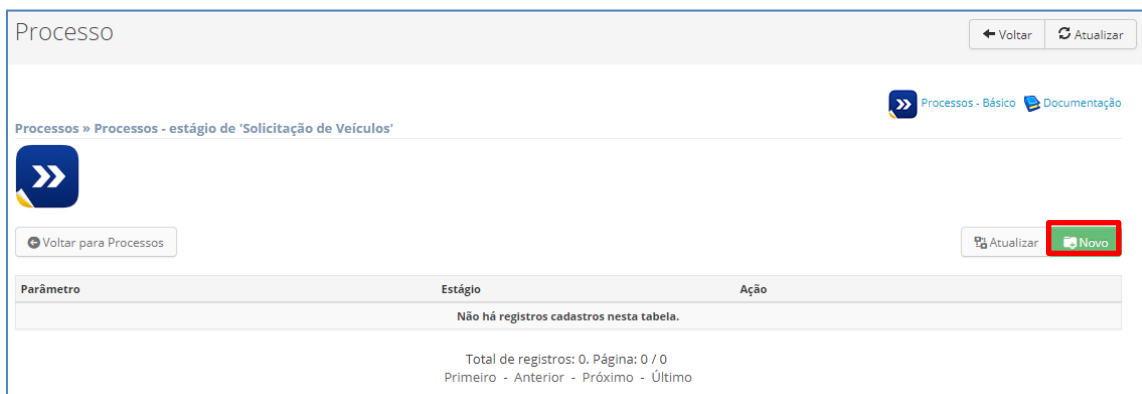 Processo
Voltar Atualizar
Processos - Básico Documentação
Processos » Processos - estágio de 'Solicitação de Veículos'
Voltar para Processos Atualizar Novo
Parâmetro Estágio Ação
Não há registros cadastros nesta tabela.
Total de registros: 0. Página: 0 / 0
Primeiro - Anterior - Próximo - Último